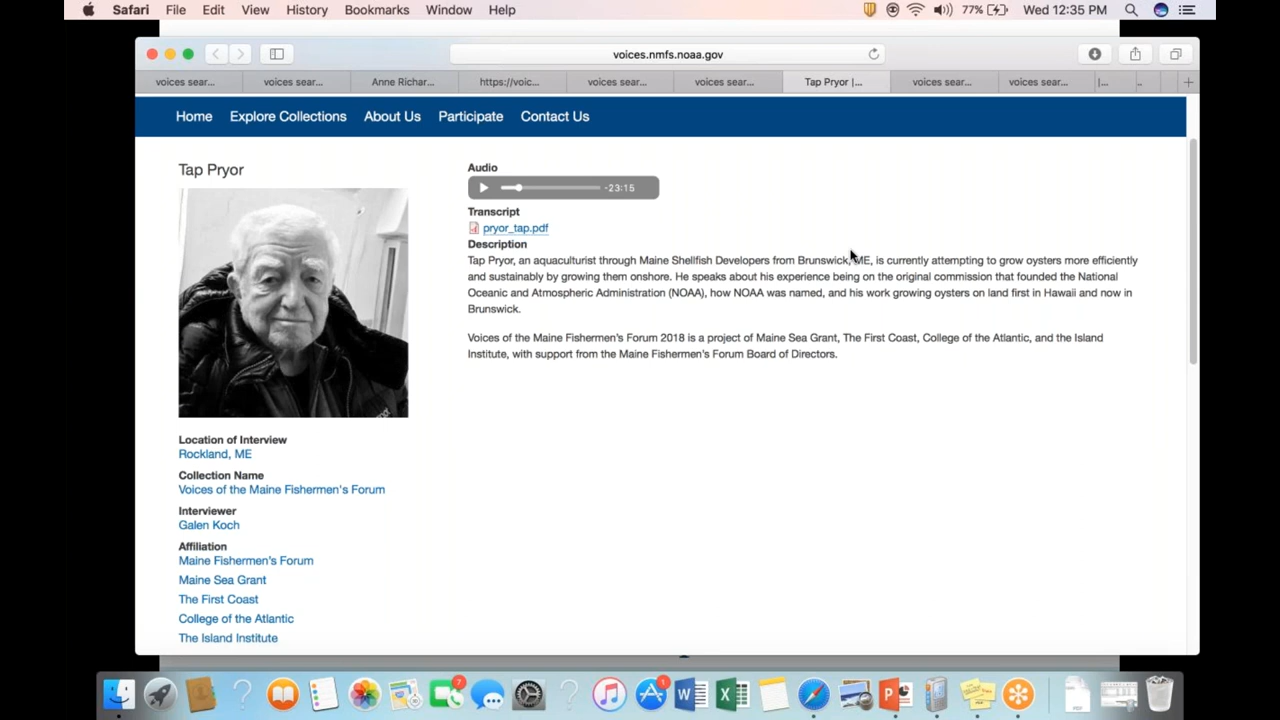 Safari File Edit View History Bookmarks Window Help 77% Wed 12:35 PM
voices.nmfs.noaa.gov
voices sear... voices sear... Anne Richar... https://voic... voices sear... voices sear... Tap Pryor |... voices sear... voices sear... |... ..
Home Explore Collections About Us Participate Contact Us
Tap Pryor
Audio
-23:15
Transcript
pryor_tap.pdf
Description
Tap Pryor, an aquaculturist through Maine Shellfish Developers from Brunswick, ME, is currently attempting to grow oysters more efficiently
and sustainably by growing them onshore. He speaks about his experience being on the original commission that founded the National
Oceanic and Atmospheric Administration (NOAA), how NOAA was named, and his work growing oysters on land first in Hawaii and now in
Brunswick.
Voices of the Maine Fishermen's Forum 2018 is a project of Maine Sea Grant, The First Coast, College of the Atlantic, and the Island
Institute, with support from the Maine Fishermen's Forum Board of Directors.
Location of Interview
Rockland, ME
Collection Name
Voices of the Maine Fishermen's Forum
Interviewer
Galen Koch
Affiliation
Maine Fishermen's Forum
Maine Sea Grant
The First Coast
College of the Atlantic
The Island Institute
7
1